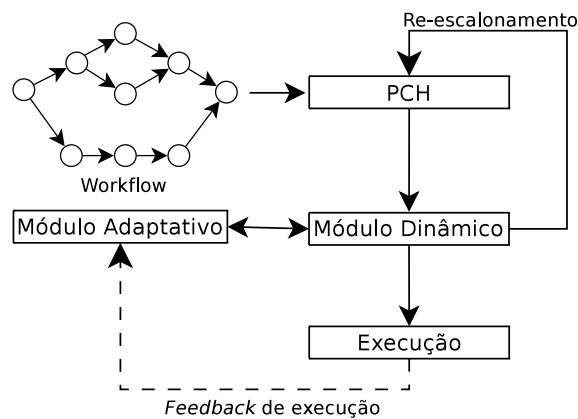 Re-escalonamento
PCH
Workflow
Módulo Adaptativo
Módulo Dinâmico
Execução
Feedback de execução